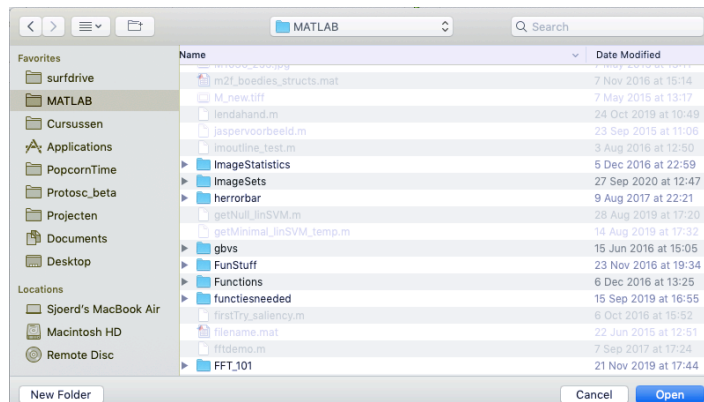 MATLAB
Search
Favorites
surfdrive
MATLAB
Cursussen
Applications
PopcornTime
Protosc_beta
Projecten
Documents
Desktop
Locations
Sjoerd's MacBook Air
Macintosh HD
Remote Disc
Name Date Modified
m2f_boedies_structs.mat 7 Nov 2016 at 15:14
M_new.tiff 7 May 2015 at 13:17
lendahand.m 24 Oct 2019 at 10:49
jaspervoorbeeld.m 23 Sep 2015 at 11:06
imoutline_test.m 3 Aug 2016 at 12:50
ImageStatistics 5 Dec 2016 at 22:59
ImageSets 27 Sep 2020 at 12:47
herrorbar 9 Aug 2017 at 22:21
getNull_linSVM.m 28 Aug 2019 at 17:20
getMinimal_linSVM_temp.m 14 Aug 2019 at 17:32
gbvs 15 Jun 2016 at 15:05
FunStuff 23 Nov 2016 at 19:34
Functions 6 Dec 2016 at 13:25
functiesneeded 15 Sep 2019 at 16:55
firstTry_saliency.m 6 Oct 2016 at 15:52
filename.mat 22 Jun 2015 at 12:51
fftdemo.m 7 Sep 2017 at 17:24
FFT_101 21 Nov 2019 at 17:44
New Folder Cancel Open